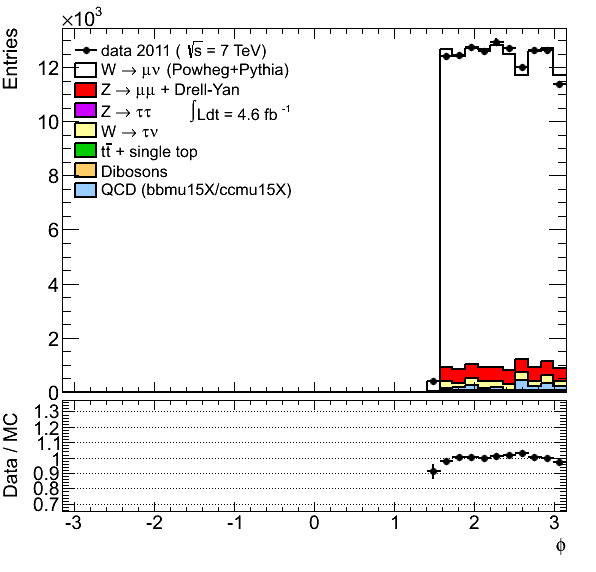 ×10³
Entries
12
10
8
6
4
2
0
data 2011 ( √s = 7 TeV)
W → μν (Powheg+Pythia)
Z → μμ + Drell-Yan
Z → ττ
∫Ldt = 4.6 fb⁻¹
W → τν
tt̄ + single top
Dibosons
QCD (bbmu15X/ccmu15X)
Data / MC
1.3
1.2
1.1
1
0.9
0.8
0.7
-3 -2 -1 0 1 2 3
ϕ